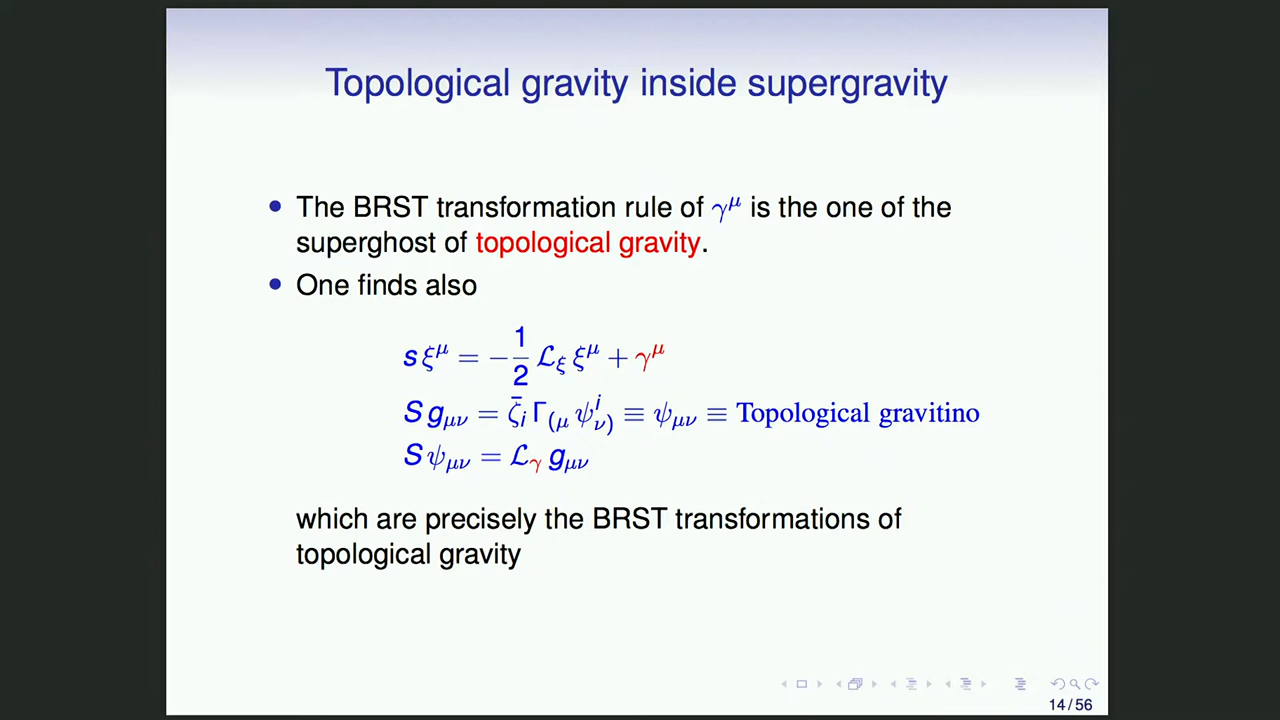 Topological gravity inside supergravity
• The BRST transformation rule of γ^μ is the one of the
superghost of topological gravity.
• One finds also
s ξ^μ = −1/2 ℒ_ξ ξ^μ + γ^μ
S g_μν = ζ̄_i Γ_(μ ψ^i_ν) ≡ ψ_μν ≡ Topological gravitino
S ψ_μν = ℒ_γ g_μν
which are precisely the BRST transformations of
topological gravity
14 / 56